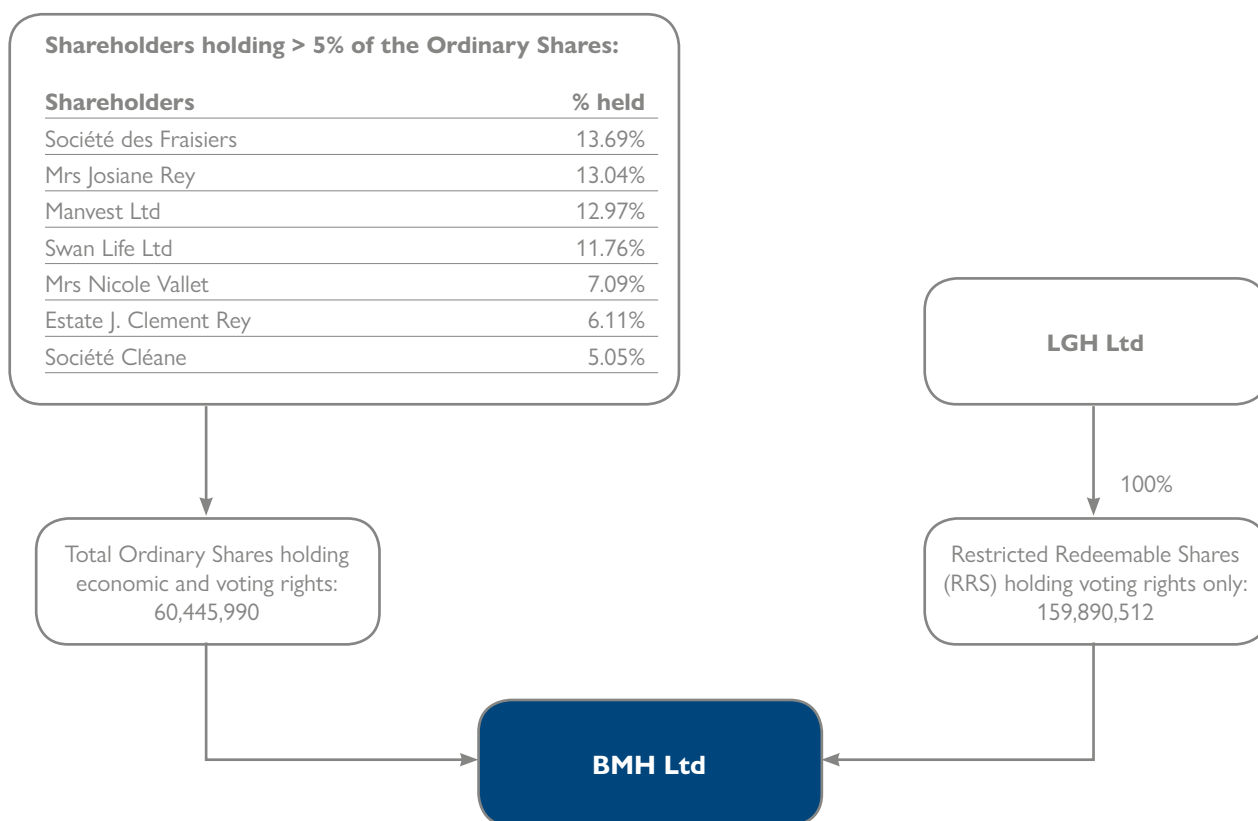 Shareholders holding > 5% of the Ordinary Shares:
Shareholders % held
Société des Fraisiers 13.69%
Mrs Josiane Rey 13.04%
Manvest Ltd 12.97%
Swan Life Ltd 11.76%
Mrs Nicole Vallet 7.09%
Estate J. Clement Rey 6.11%
Société Cléane 5.05%
LGH Ltd
100%
Total Ordinary Shares holding
economic and voting rights:
60,445,990
Restricted Redeemable Shares
(RRS) holding voting rights only:
159,890,512
BMH Ltd